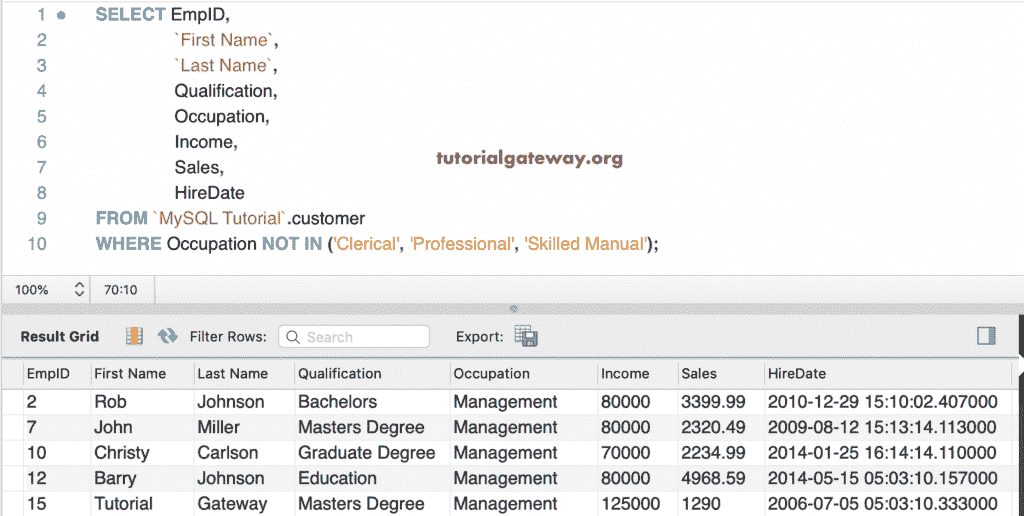 1 SELECT EmpID,
2 `First Name`,
3 `Last Name`,
4 Qualification,
5 Occupation,
6 Income,
7 Sales,
8 HireDate
9 FROM `MySQL Tutorial`.customer
10 WHERE Occupation NOT IN ('Clerical', 'Professional', 'Skilled Manual');
tutorialgateway.org
100% 70:10
Result Grid Filter Rows: Search Export:
EmpID First Name Last Name Qualification Occupation Income Sales HireDate
2 Rob Johnson Bachelors Management 80000 3399.99 2010-12-29 15:10:02.407000
7 John Miller Masters Degree Management 80000 2320.49 2009-08-12 15:13:14.113000
10 Christy Carlson Graduate Degree Management 70000 2234.99 2014-01-25 16:14:14.110000
12 Barry Johnson Education Management 80000 4968.59 2014-05-15 05:03:10.157000
15 Tutorial Gateway Masters Degree Management 125000 1290 2006-07-05 05:03:10.333000